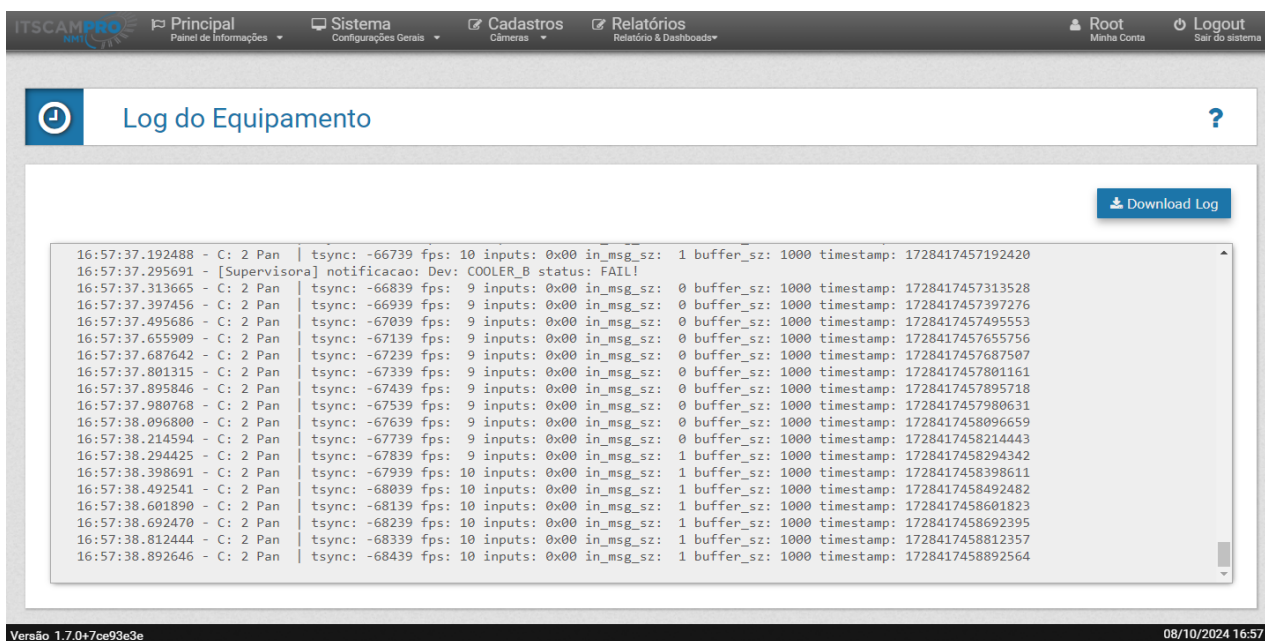 ITSCAMPRO
NM1
Principal
Painel de Informações
Sistema
Configurações Gerais
Cadastros
Câmeras
Relatórios
Relatório & Dashboads
Root
Minha Conta
Logout
Sair do sistema
Log do Equipamento
?
Download Log
16:57:37.192488 - C: 2 Pan | tsync: -66739 fps: 10 inputs: 0x00 in_msg_sz: 1 buffer_sz: 1000 timestamp: 1728417457192420
16:57:37.295691 - [Supervisora] notificacao: Dev: COOLER_B status: FAIL!
16:57:37.313665 - C: 2 Pan | tsync: -66839 fps: 9 inputs: 0x00 in_msg_sz: 0 buffer_sz: 1000 timestamp: 1728417457313528
16:57:37.397456 - C: 2 Pan | tsync: -66939 fps: 9 inputs: 0x00 in_msg_sz: 0 buffer_sz: 1000 timestamp: 1728417457397276
16:57:37.495686 - C: 2 Pan | tsync: -67039 fps: 9 inputs: 0x00 in_msg_sz: 0 buffer_sz: 1000 timestamp: 1728417457495553
16:57:37.655909 - C: 2 Pan | tsync: -67139 fps: 9 inputs: 0x00 in_msg_sz: 0 buffer_sz: 1000 timestamp: 1728417457655756
16:57:37.687642 - C: 2 Pan | tsync: -67239 fps: 9 inputs: 0x00 in_msg_sz: 0 buffer_sz: 1000 timestamp: 1728417457687507
16:57:37.801315 - C: 2 Pan | tsync: -67339 fps: 9 inputs: 0x00 in_msg_sz: 0 buffer_sz: 1000 timestamp: 1728417457801161
16:57:37.895846 - C: 2 Pan | tsync: -67439 fps: 9 inputs: 0x00 in_msg_sz: 0 buffer_sz: 1000 timestamp: 1728417457895718
16:57:37.980768 - C: 2 Pan | tsync: -67539 fps: 9 inputs: 0x00 in_msg_sz: 0 buffer_sz: 1000 timestamp: 1728417457980631
16:57:38.096800 - C: 2 Pan | tsync: -67639 fps: 9 inputs: 0x00 in_msg_sz: 0 buffer_sz: 1000 timestamp: 1728417458096659
16:57:38.214594 - C: 2 Pan | tsync: -67739 fps: 9 inputs: 0x00 in_msg_sz: 0 buffer_sz: 1000 timestamp: 1728417458214443
16:57:38.294425 - C: 2 Pan | tsync: -67839 fps: 9 inputs: 0x00 in_msg_sz: 1 buffer_sz: 1000 timestamp: 1728417458294342
16:57:38.398691 - C: 2 Pan | tsync: -67939 fps: 10 inputs: 0x00 in_msg_sz: 1 buffer_sz: 1000 timestamp: 1728417458398611
16:57:38.492541 - C: 2 Pan | tsync: -68039 fps: 10 inputs: 0x00 in_msg_sz: 1 buffer_sz: 1000 timestamp: 1728417458492482
16:57:38.601890 - C: 2 Pan | tsync: -68139 fps: 10 inputs: 0x00 in_msg_sz: 1 buffer_sz: 1000 timestamp: 1728417458601823
16:57:38.692470 - C: 2 Pan | tsync: -68239 fps: 10 inputs: 0x00 in_msg_sz: 1 buffer_sz: 1000 timestamp: 1728417458692395
16:57:38.812444 - C: 2 Pan | tsync: -68339 fps: 10 inputs: 0x00 in_msg_sz: 1 buffer_sz: 1000 timestamp: 1728417458812357
16:57:38.892646 - C: 2 Pan | tsync: -68439 fps: 10 inputs: 0x00 in_msg_sz: 1 buffer_sz: 1000 timestamp: 1728417458892564
Versão 1.7.0+7ce93e3e
08/10/2024 16:57